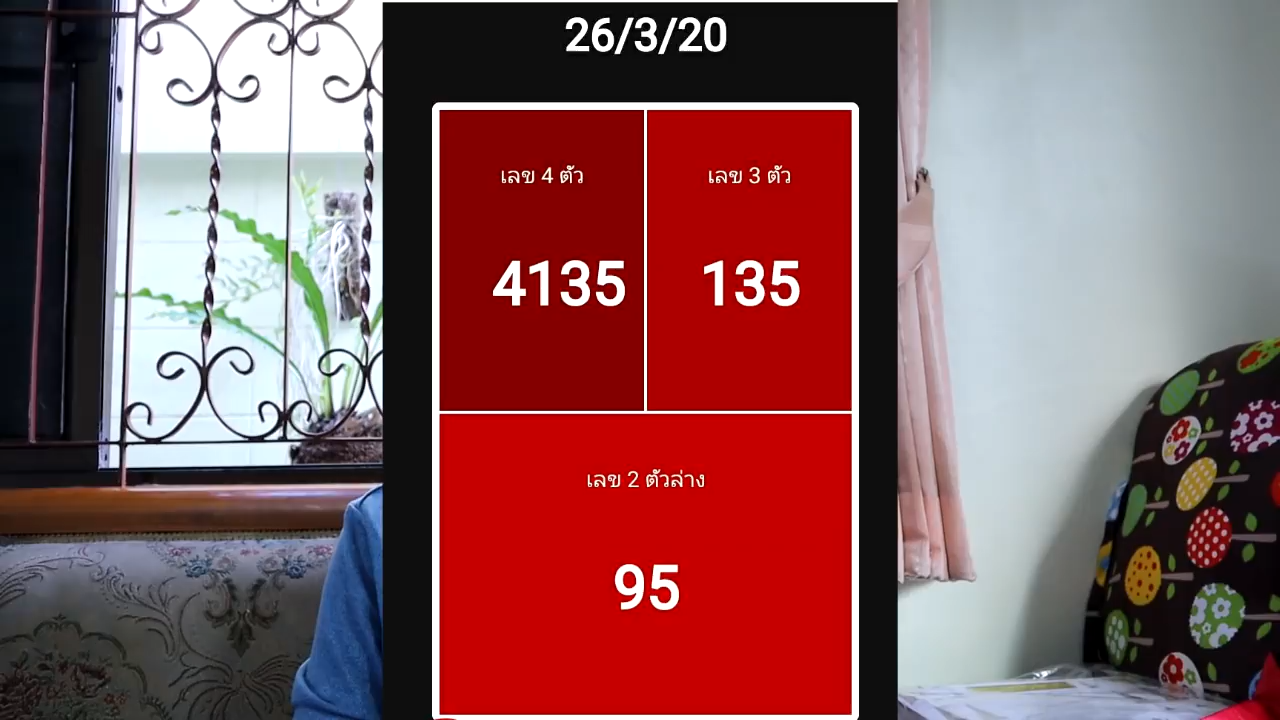 26/3/20
เลข 4 ตัว
4135
เลข 3 ตัว
135
เลข 2 ตัวล่าง
95